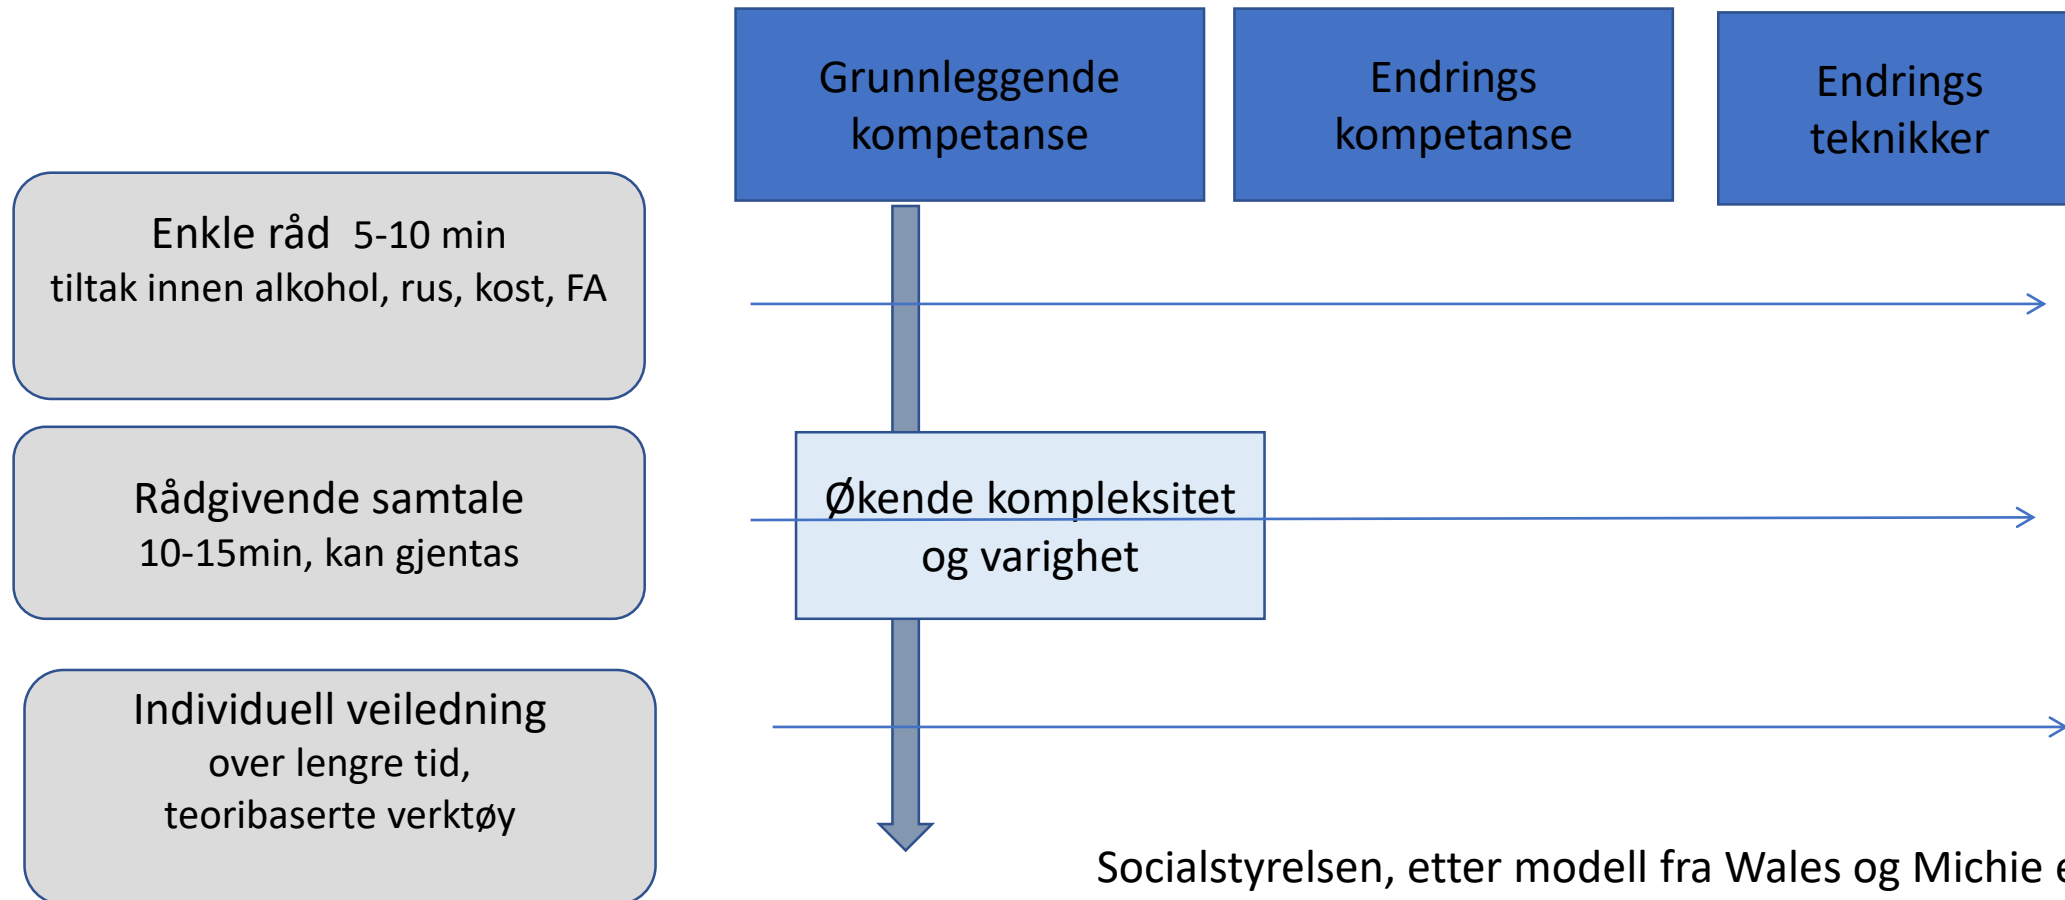 Grunnleggende
kompetanse
Endrings
kompetanse
Endrings
teknikker
Enkle råd 5-10 min
tiltak innen alkohol, rus, kost, FA
Rådgivende samtale
10-15min, kan gjentas
Økende kompleksitet
og varighet
Individuell veiledning
over lengre tid,
teoribaserte verktøy
Socialstyrelsen, etter modell fra Wales og Michie